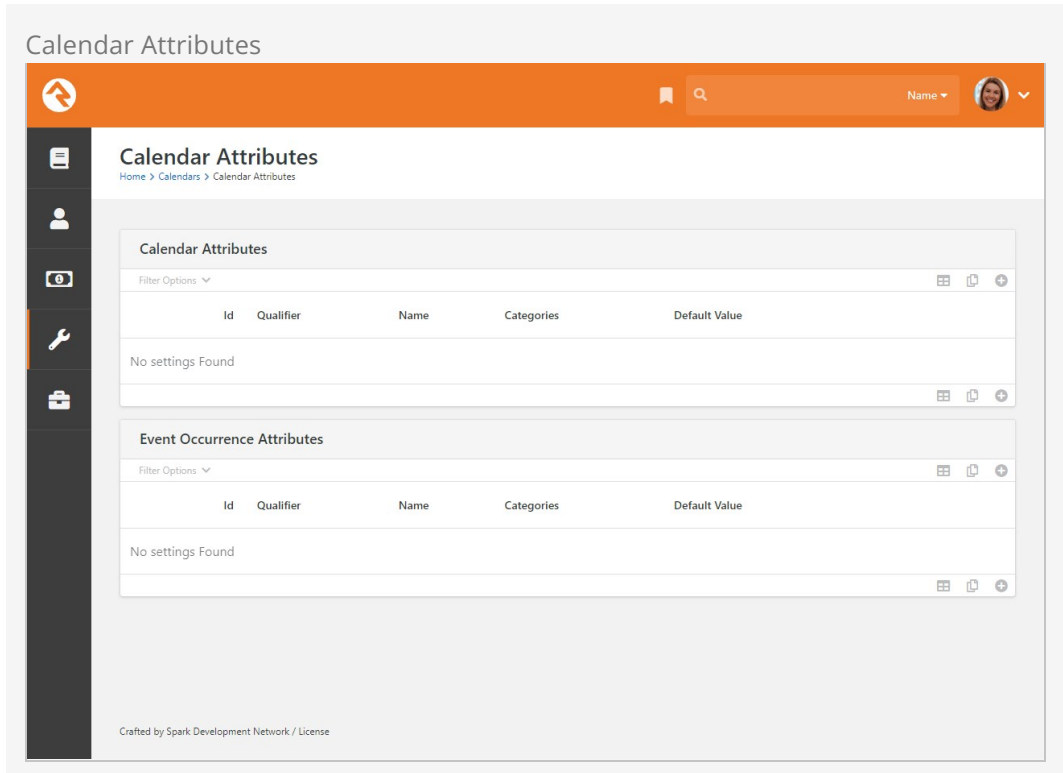 Calendar Attributes
Name
Calendar Attributes
Home > Calendars > Calendar Attributes
Calendar Attributes
Filter Options
Id Qualifier Name Categories Default Value
No settings Found
Event Occurrence Attributes
Filter Options
Id Qualifier Name Categories Default Value
No settings Found
Crafted by Spark Development Network / License